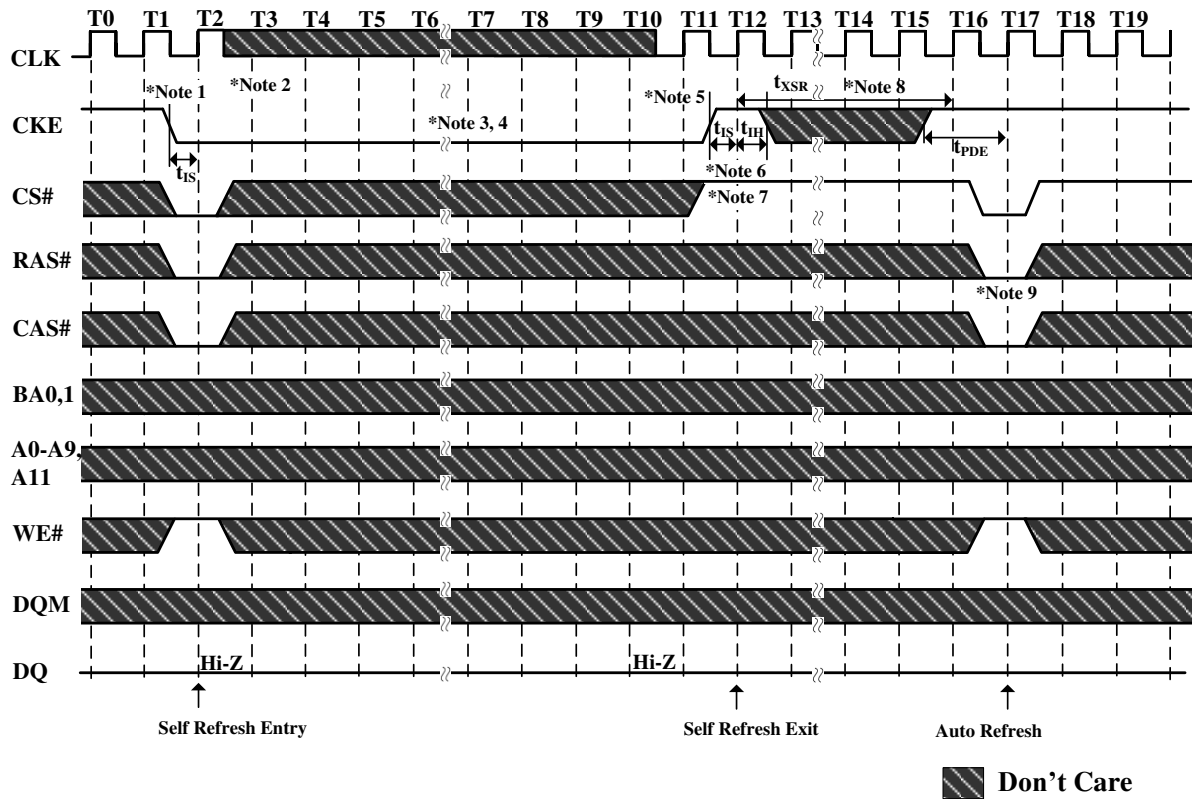 T0 T1 T2 T3 T4 T5 T6 T7 T8 T9 T10 T11 T12 T13 T14 T15 T16 T17 T18 T19
CLK
*Note 1 *Note 2 *Note 5 tXSR *Note 8
CKE *Note 3, 4 tIS tIH tPDE
tIS *Note 6
CS# *Note 7
RAS#
*Note 9
CAS#
BA0,1
A0-A9,
A11
WE#
DQM
Hi-Z Hi-Z
DQ
Self Refresh Entry Self Refresh Exit Auto Refresh
Don't Care